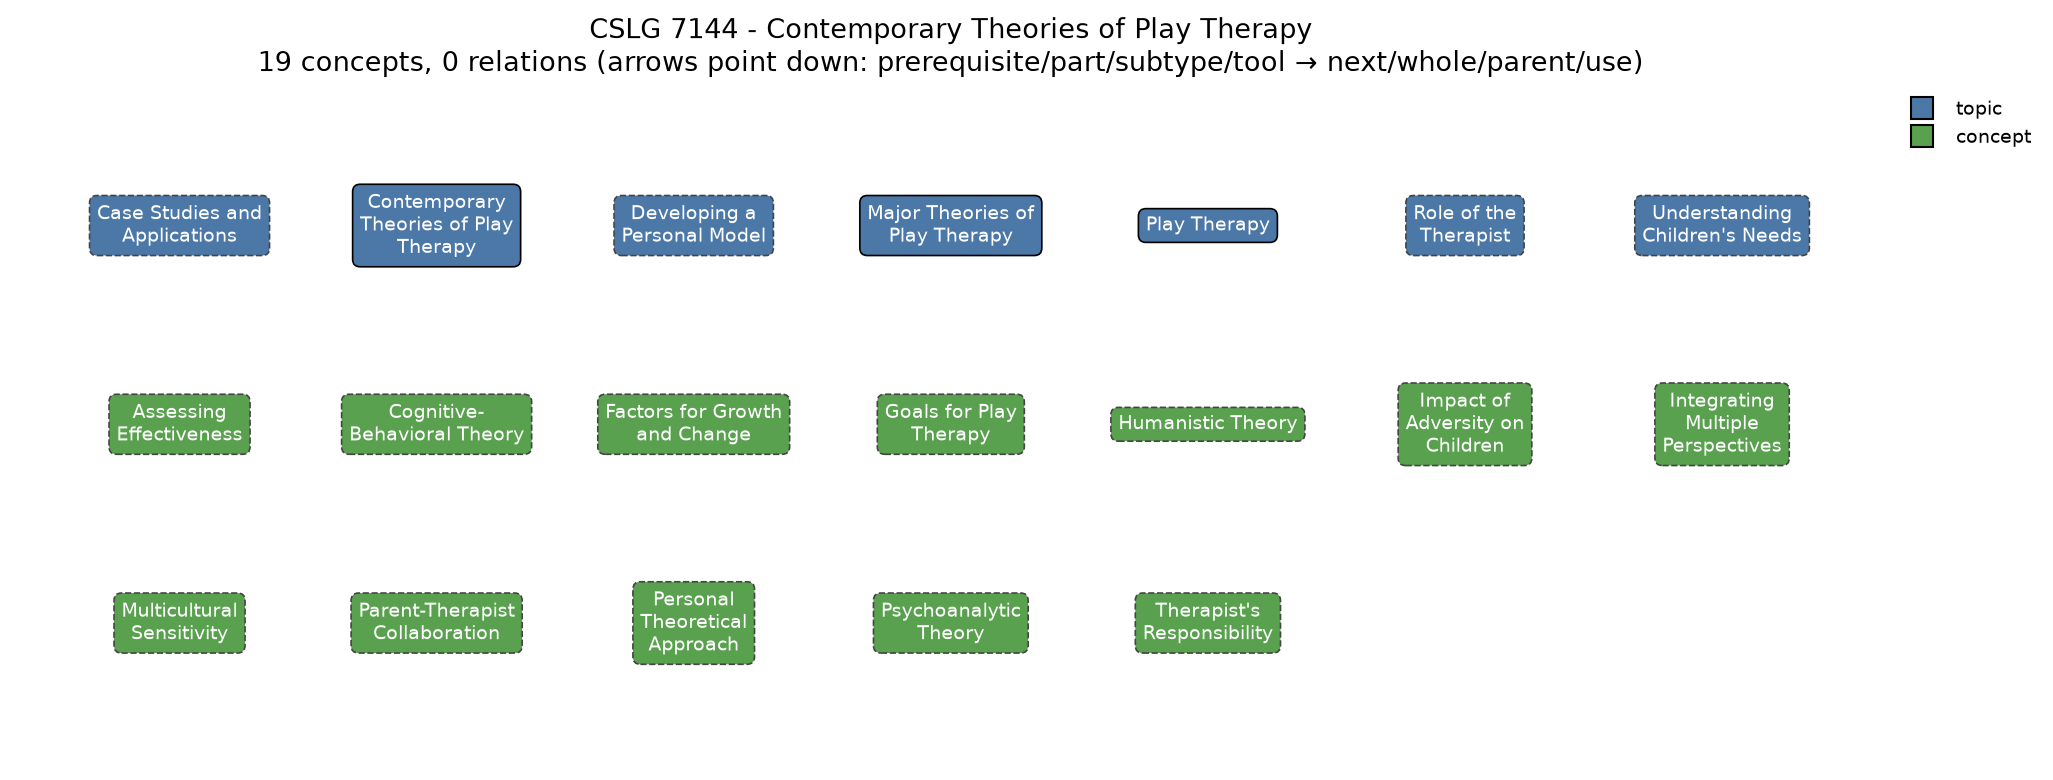 CSLG 7144 - Contemporary Theories of Play Therapy
19 concepts, 0 relations (arrows point down: prerequisite/part/subtype/tool → next/whole/parent/use)
topic
concept
Case Studies and
Applications
Contemporary
Theories of Play
Therapy
Developing a
Personal Model
Major Theories of
Play Therapy
Play Therapy
Role of the
Therapist
Understanding
Children's Needs
Assessing
Effectiveness
Cognitive-
Behavioral Theory
Factors for Growth
and Change
Goals for Play
Therapy
Humanistic Theory
Impact of
Adversity on
Children
Integrating
Multiple
Perspectives
Multicultural
Sensitivity
Parent-Therapist
Collaboration
Personal
Theoretical
Approach
Psychoanalytic
Theory
Therapist's
Responsibility